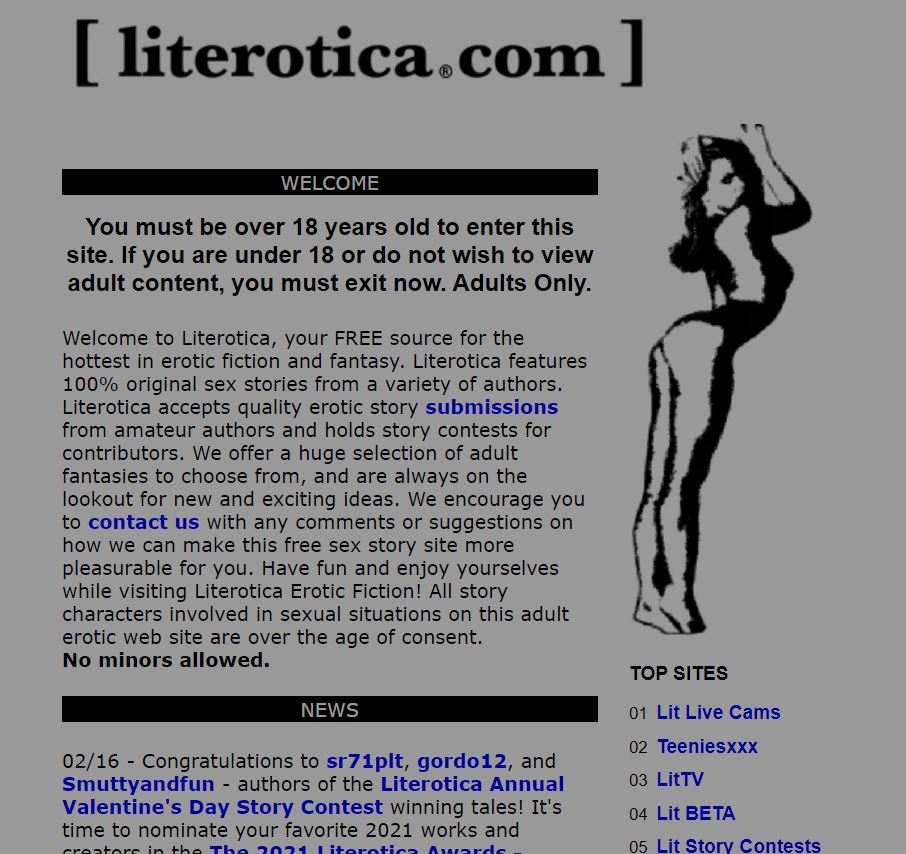 [ literotica®.com ]
WELCOME
You must be over 18 years old to enter this
site. If you are under 18 or do not wish to view
adult content, you must exit now. Adults Only.
Welcome to Literotica, your FREE source for the
hottest in erotic fiction and fantasy. Literotica features
100% original sex stories from a variety of authors.
Literotica accepts quality erotic story submissions
from amateur authors and holds story contests for
contributors. We offer a huge selection of adult
fantasies to choose from, and are always on the
lookout for new and exciting ideas. We encourage you
to contact us with any comments or suggestions on
how we can make this free sex story site more
pleasurable for you. Have fun and enjoy yourselves
while visiting Literotica Erotic Fiction! All story
characters involved in sexual situations on this adult
erotic web site are over the age of consent.
No minors allowed.
NEWS
02/16 - Congratulations to sr71plt, gordo12, and
Smuttyandfun - authors of the Literotica Annual
Valentine's Day Story Contest winning tales! It's
time to nominate your favorite 2021 works and
creators in the The 2021 Literotica Awards -
TOP SITES
01 Lit Live Cams
02 Teeniesxxx
03 LitTV
04 Lit BETA
05 Lit Story Contests